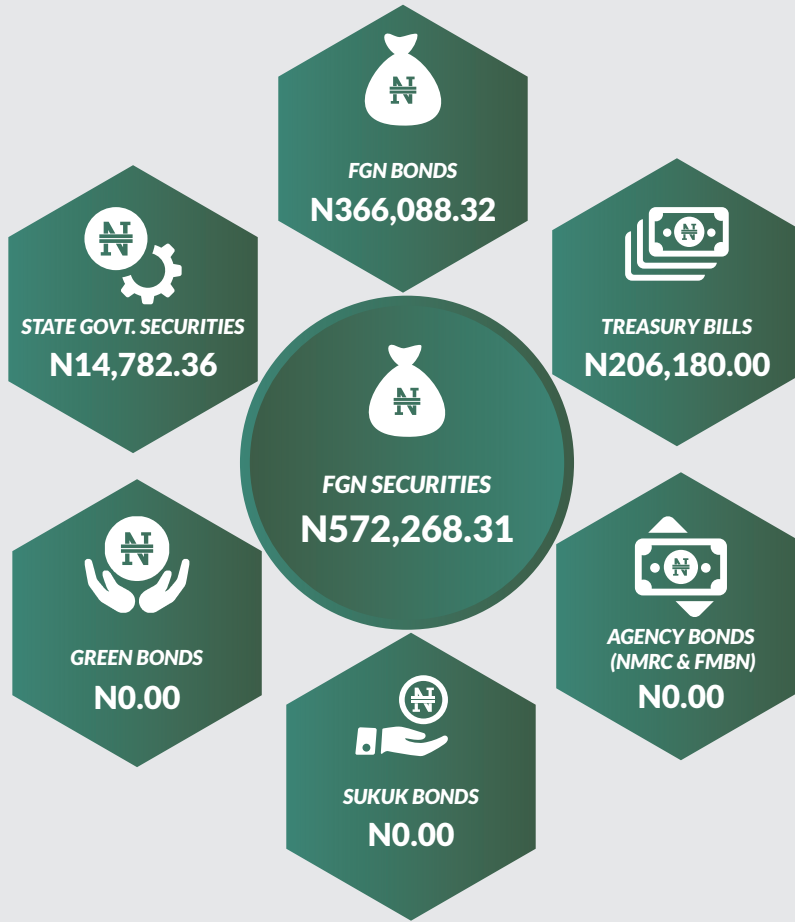 FGN BONDS
N366,088.32
STATE GOVT. SECURITIES
N14,782.36
TREASURY BILLS
N206,180.00
FGN SECURITIES
N572,268.31
GREEN BONDS
N0.00
AGENCY BONDS
(NMRC & FMBN)
N0.00
SUKUK BONDS
N0.00